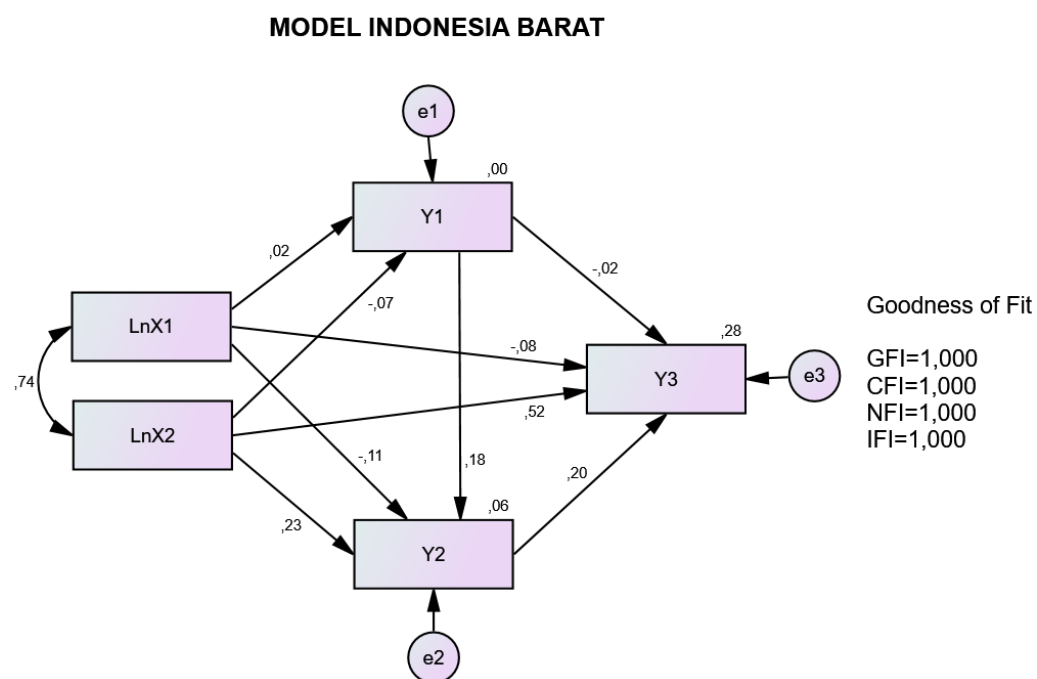 MODEL INDONESIA BARAT
e1
,00
Y1
,02
-,07
-,02
LnX1
-,08
,28
Y3
e3
,74
LnX2
,52
-,11
,18
,20
,23
,06
Y2
e2
Goodness of Fit
GFI=1,000
CFI=1,000
NFI=1,000
IFI=1,000